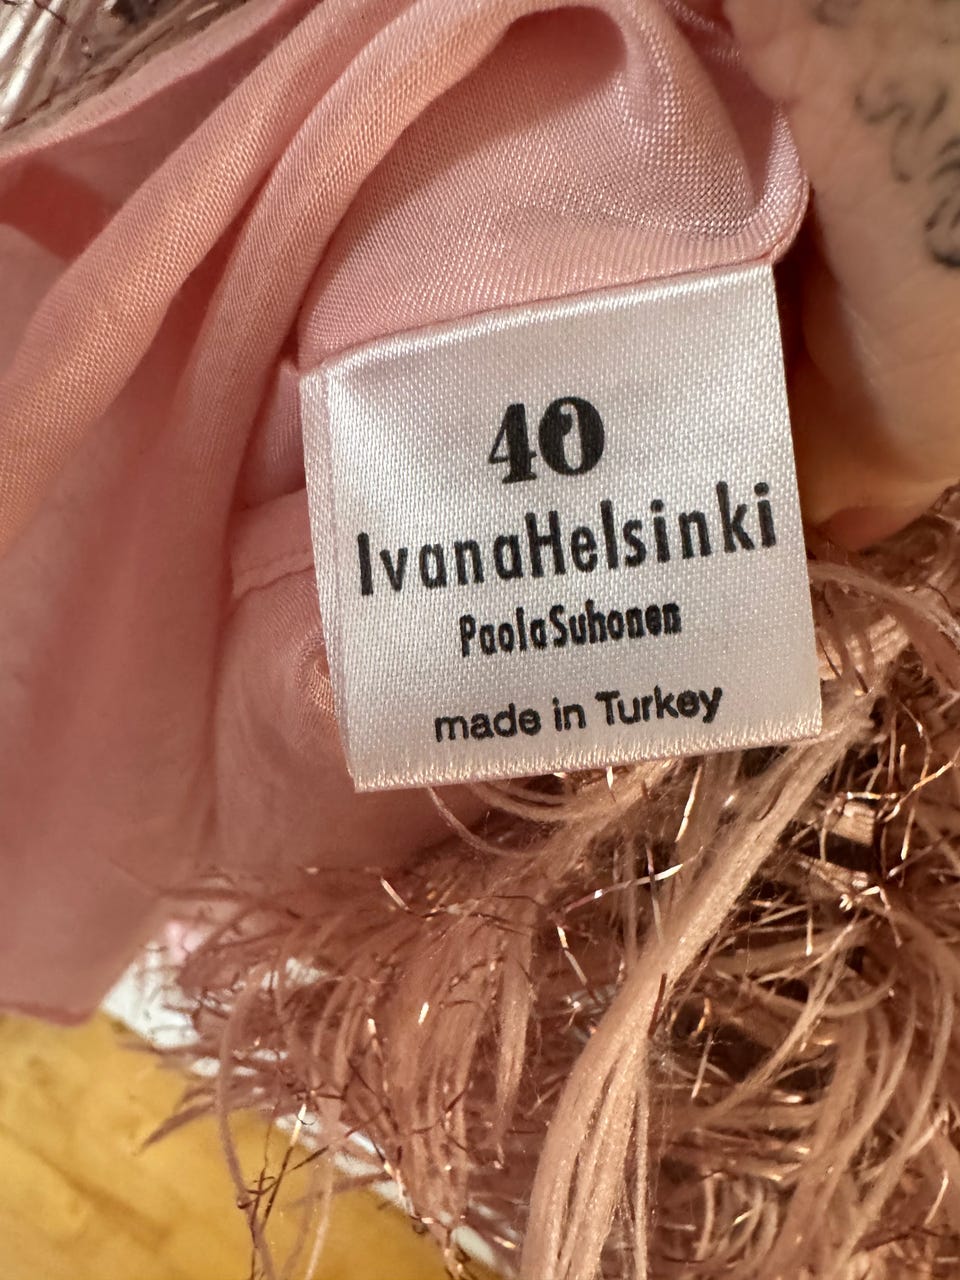 40
IvanaHelsinki
PaolaSuhonen
made in Turkey